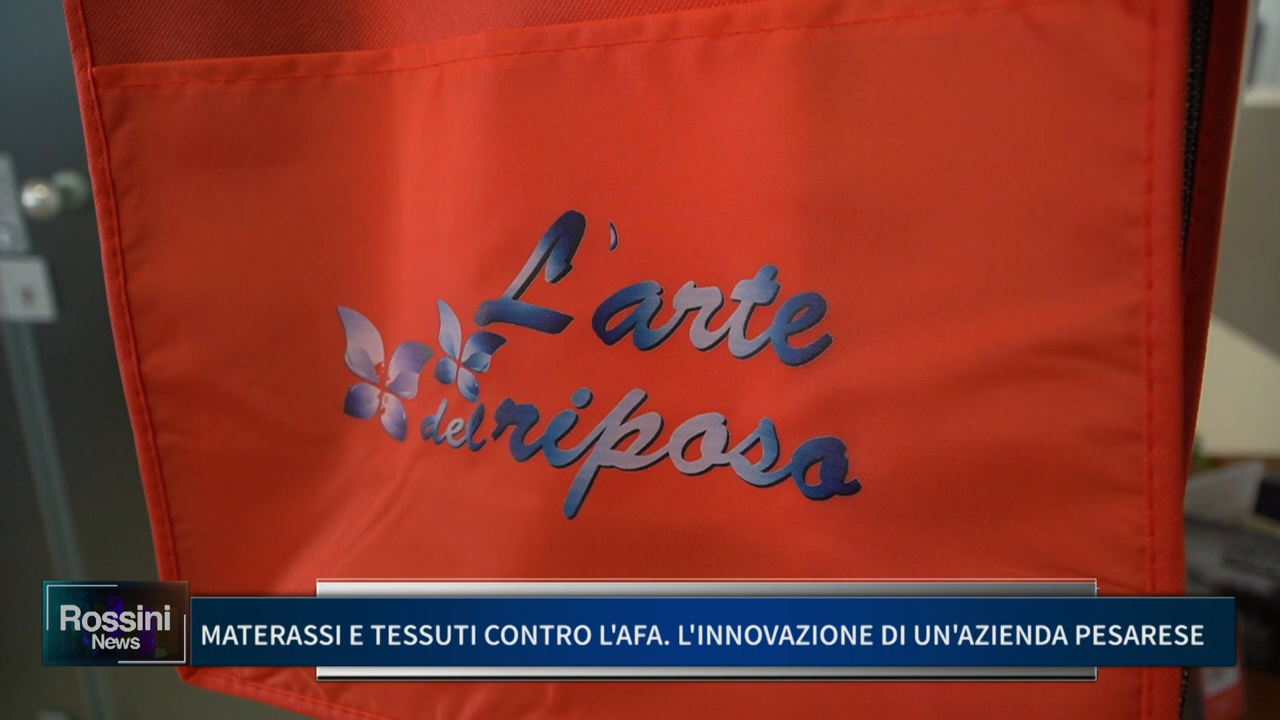 L'arte
del riposo
Rossini
News
MATERASSI E TESSUTI CONTRO L'AFA. L'INNOVAZIONE DI UN'AZIENDA PESARESE